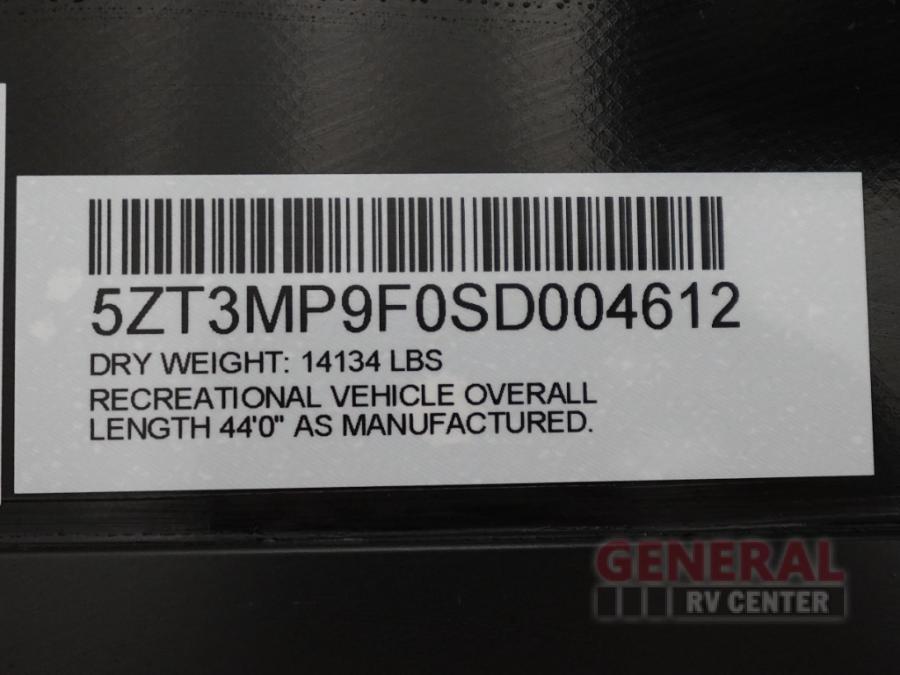 5ZT3MP9F0SD004612
DRY WEIGHT: 14134 LBS
RECREATIONAL VEHICLE OVERALL
LENGTH 44'0" AS MANUFACTURED.
GENERAL
RV CENTER